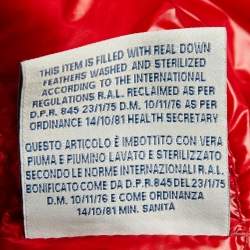 THIS ITEM IS FILLED WITH REAL DOWN
FEATHERS WASHED AND STERILIZED
ACCORDING TO THE INTERNATIONAL
REGULATIONS R.A.L. RECLAIMED AS PER
D.P.R. 845 23/1/75 D.M. 10/11/76 AS PER
ORDINANCE 14/10/81 HEALTH SECRETARY
QUESTO ARTICOLO È IMBOTTITO CON VERA
PIUMA E PIUMINO LAVATO E STERILIZZATO
SECONDO LE NORME INTERNAZIONALI R.A.L.
BONIFICATO COME DA D.P.R. 845 DEL 23/1/75
D.M. 10/11/76 E COME ORDINANZA
14/10/81 MIN. SANITÀ